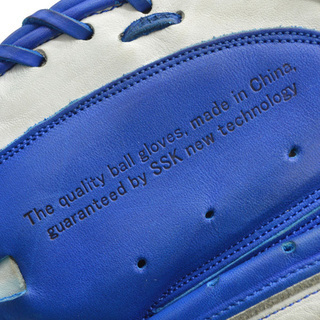 The quality ball gloves, made in China,
guaranteed by SSK new technology